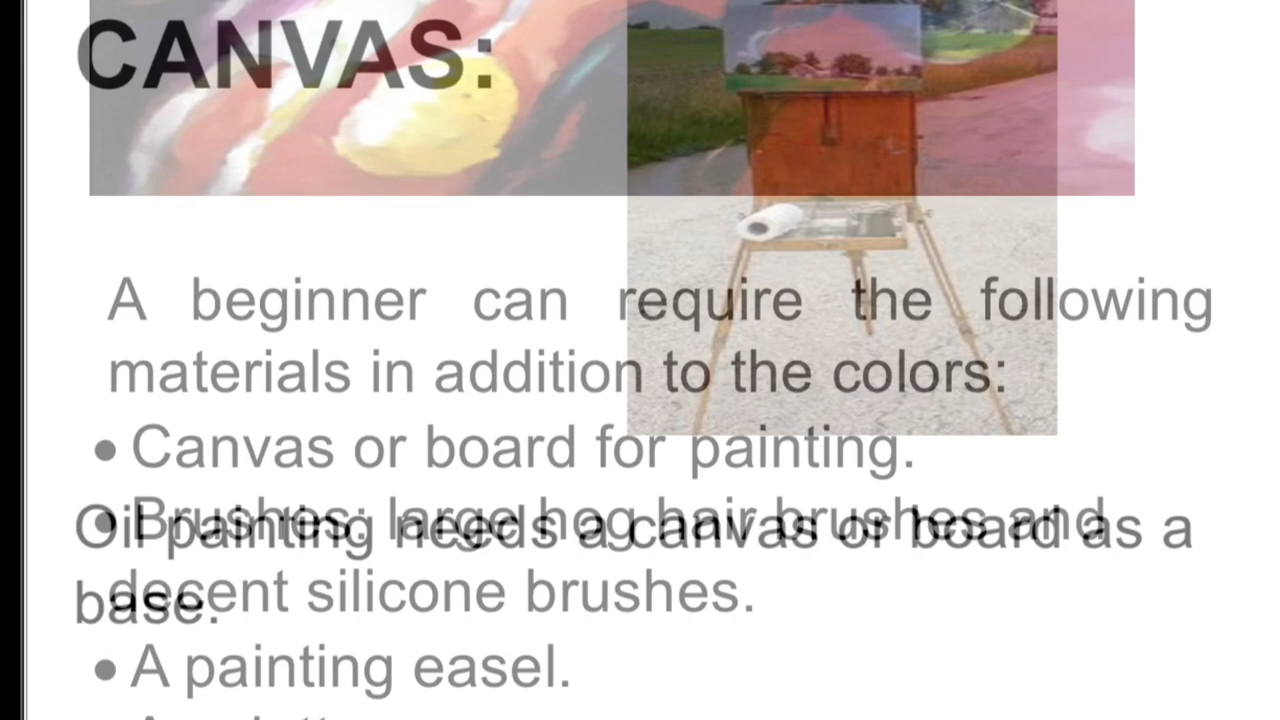 CANVAS:
A beginner can require the following
materials in addition to the colors:
• Canvas or board for painting.
• Brushes: large hog hair brushes and
Oil painting needs a canvas or board as a
decent silicone brushes.
base.
• A painting easel.